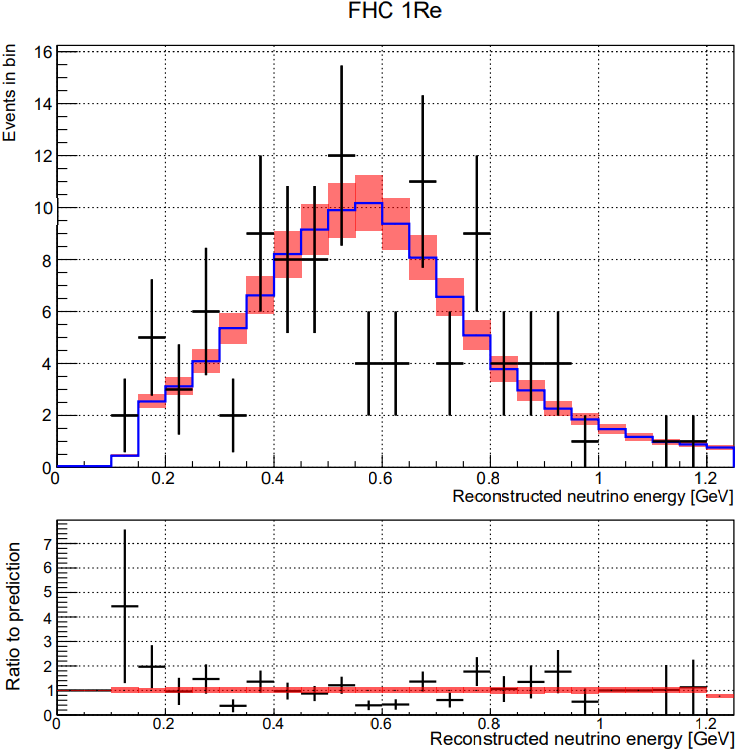 FHC 1Re
Events in bin
16
14
12
10
8
6
4
2
0
0 0.2 0.4 0.6 0.8 1 1.2
Reconstructed neutrino energy [GeV]
Ratio to prediction
7
6
5
4
3
2
1
0
0 0.2 0.4 0.6 0.8 1 1.2
Reconstructed neutrino energy [GeV]